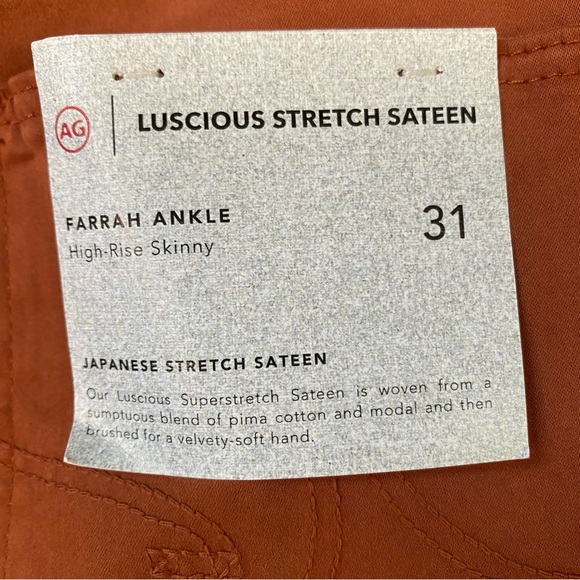 AG | LUSCIOUS STRETCH SATEEN
FARRAH ANKLE
31
High-Rise Skinny
JAPANESE STRETCH SATEEN
Our Luscious Superstretch Sateen is woven from a
sumptuous blend of pima cotton and modal and then
brushed for a velvety-soft hand.